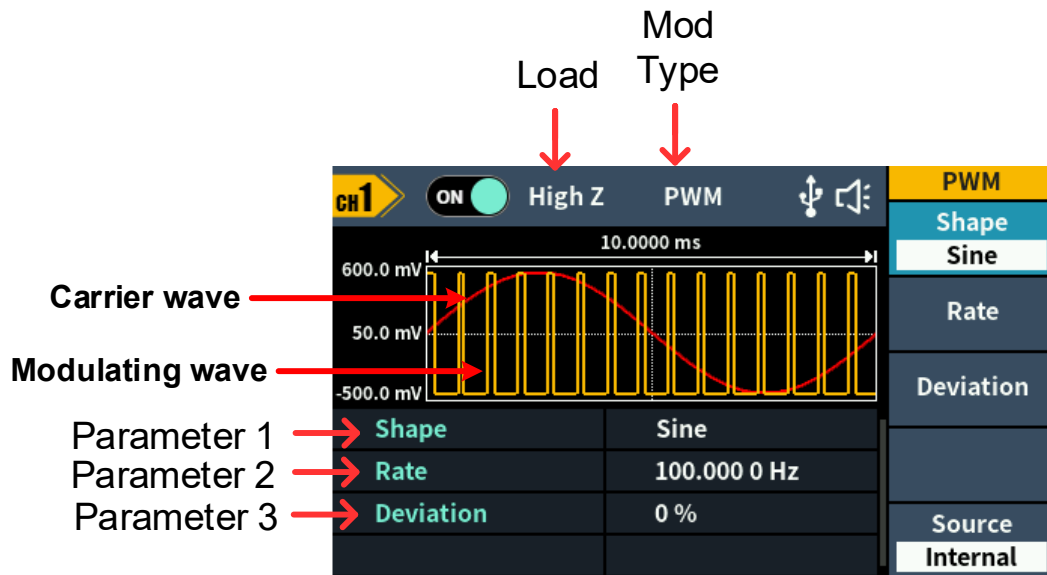 Mod
Type
Load
CH1
ON
High Z
PWM
PWM
Shape
Sine
Rate
Deviation
Source
Internal
10.0000 ms
600.0 mV
50.0 mV
-500.0 mV
Carrier wave
Modulating wave
Parameter 1
Shape
Sine
Parameter 2
Rate
100.000 0 Hz
Parameter 3
Deviation
0 %